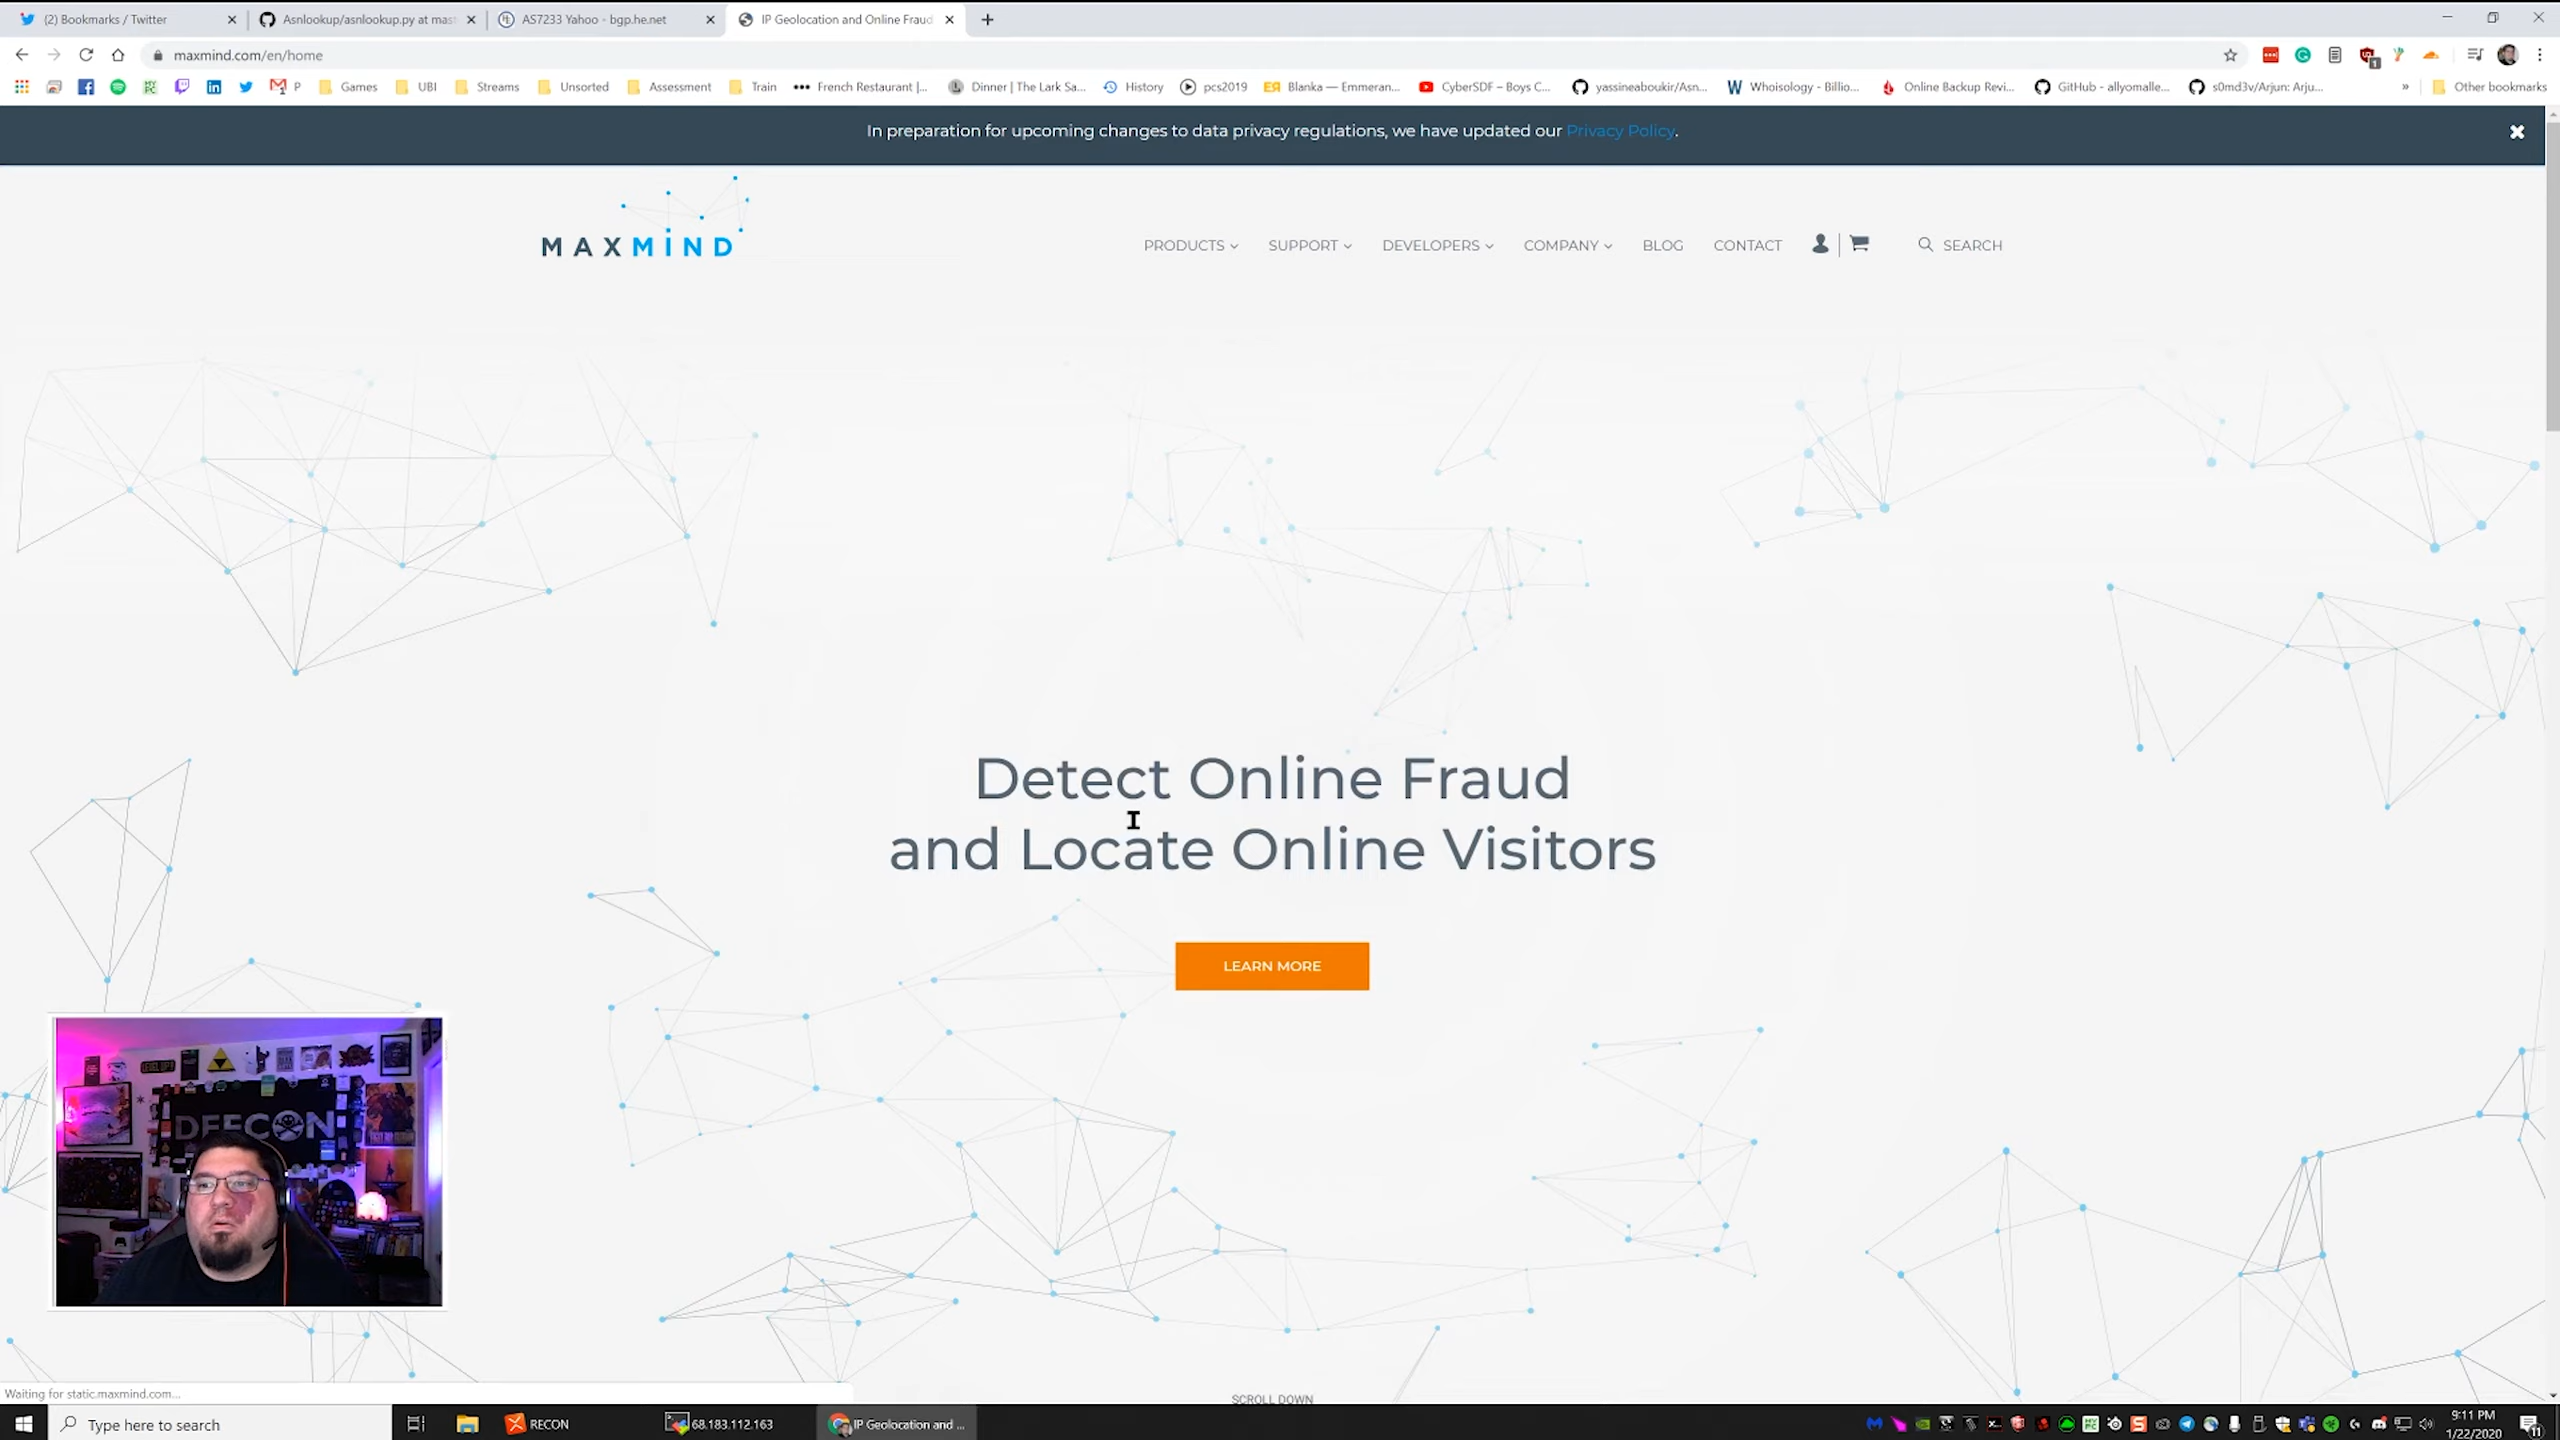 (2) Bookmarks / Twitter
Asnlookup/asnlookup.py at mast
AS7233 Yahoo - bgp.he.net
IP Geolocation and Online Fraud
maxmind.com/en/home
P
Games
UBI
Streams
Unsorted
Assessment
Train
French Restaurant |...
Dinner | The Lark Sa...
History
pcs2019
Blanka — Emmeran...
CyberSDF – Boys C...
yassineaboukir/Asn...
Whoisology - Billio...
Online Backup Revi...
GitHub - allyomalle...
s0md3v/Arjun: Arju...
»
Other bookmarks
In preparation for upcoming changes to data privacy regulations, we have updated our Privacy Policy.
MAXMIND
PRODUCTS
SUPPORT
DEVELOPERS
COMPANY
BLOG
CONTACT
SEARCH
Detect Online Fraud
and Locate Online Visitors
LEARN MORE
LEVEL UP!
DEFCON
Waiting for static.maxmind.com...
SCROLL DOWN
Type here to search
RECON
68.183.112.163
IP Geolocation and ...
9:11 PM
1/22/2020
11